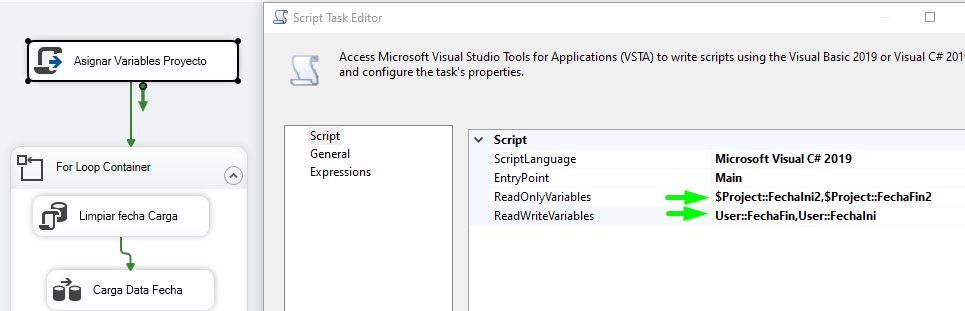 Script Task Editor
Access Microsoft Visual Studio Tools for Applications (VSTA) to write scripts using the Visual Basic 2019 or Visual C# 2019
and configure the task's properties.
Asignar Variables Proyecto
For Loop Container
Limpiar fecha Carga
Carga Data Fecha
Script
General
Expressions
Script
ScriptLanguage Microsoft Visual C# 2019
EntryPoint Main
ReadOnlyVariables $Project::FechaIni2,$Project::FechaFin2
ReadWriteVariables User::FechaFin,User::FechaIni